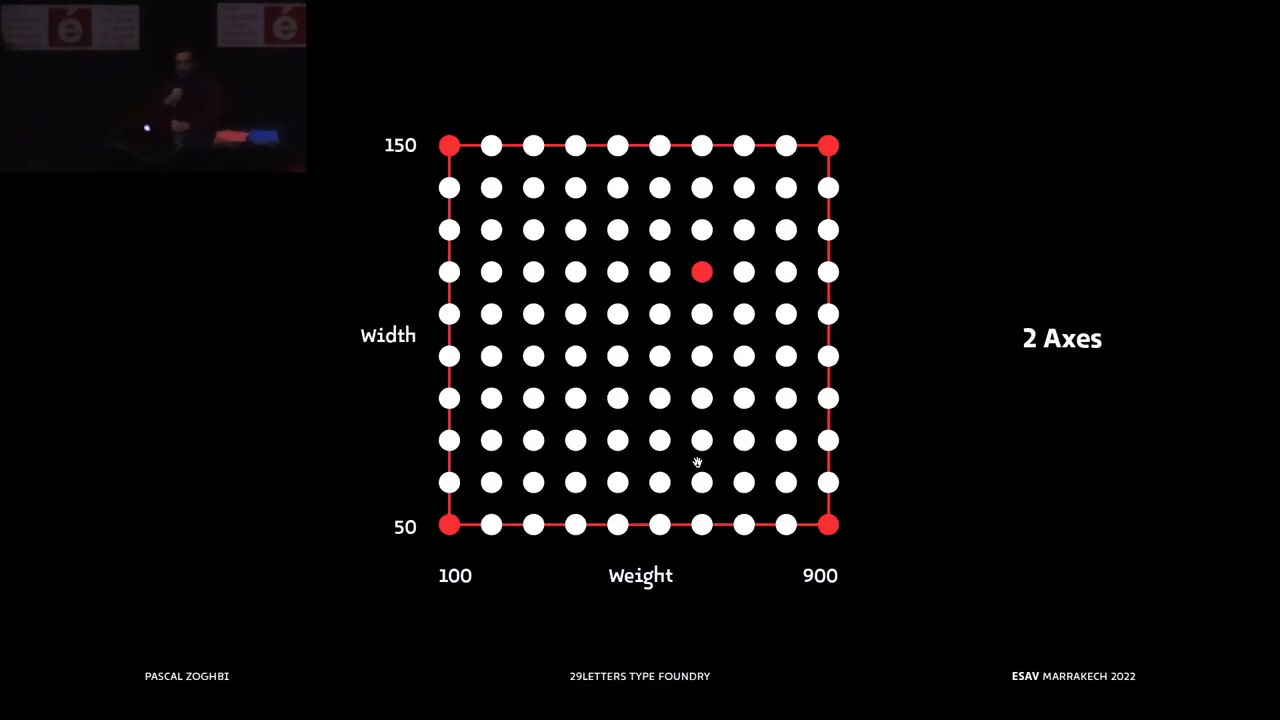 é
é
150
Width
50
100 Weight 900
2 Axes
PASCAL ZOGHBI
29LETTERS TYPE FOUNDRY
ESAV MARRAKECH 2022